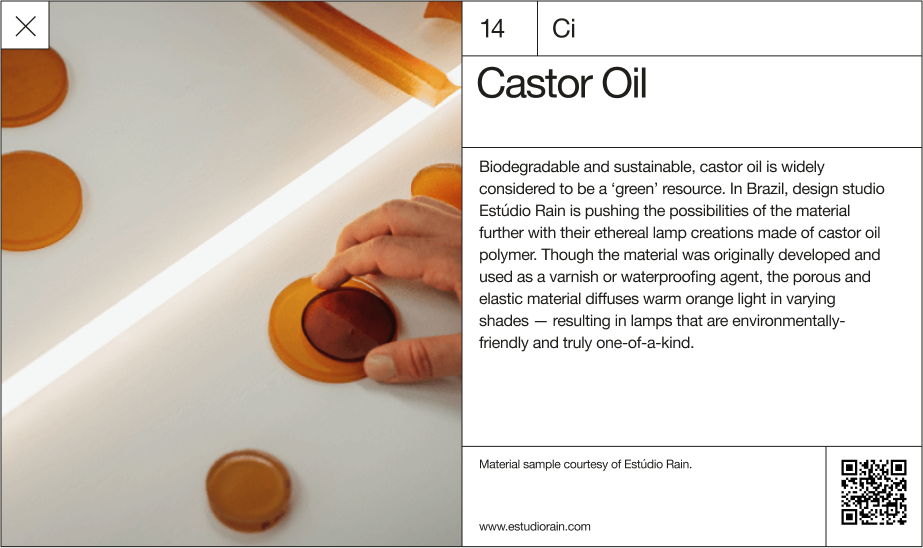 14
Ci
Castor Oil
Biodegradable and sustainable, castor oil is widely
considered to be a ‘green’ resource. In Brazil, design studio
Estúdio Rain is pushing the possibilities of the material
further with their ethereal lamp creations made of castor oil
polymer. Though the material was originally developed and
used as a varnish or waterproofing agent, the porous and
elastic material diffuses warm orange light in varying
shades — resulting in lamps that are environmentally-
friendly and truly one-of-a-kind.
Material sample courtesy of Estúdio Rain.
www.estudiorain.com